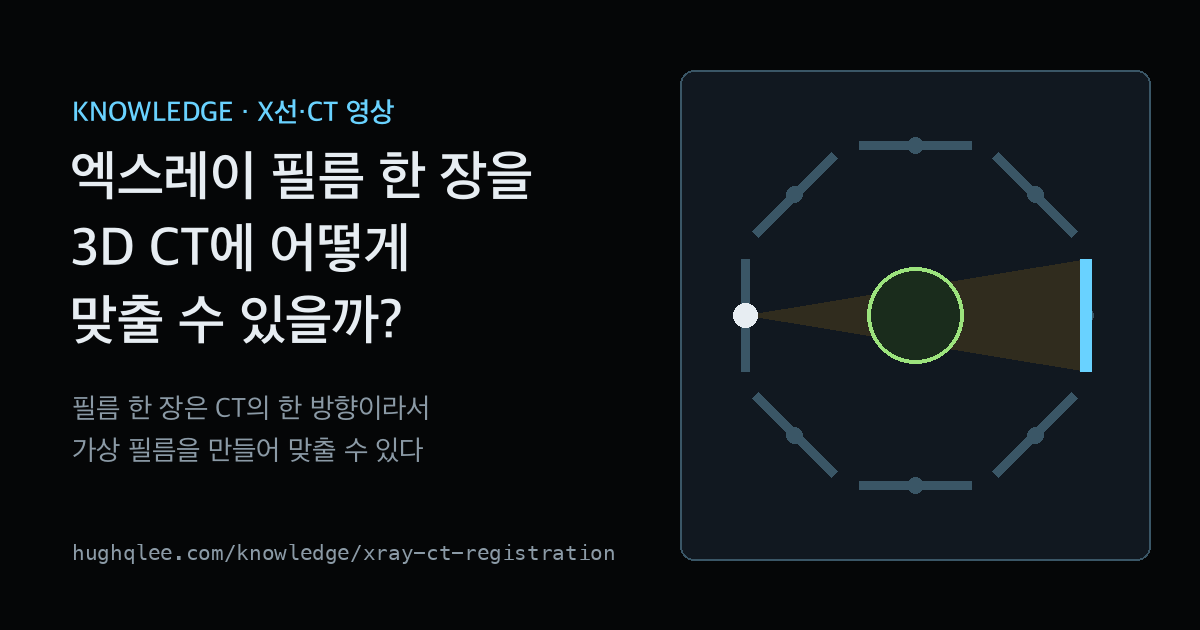 KNOWLEDGE · X선·CT 영상
엑스레이 필름 한 장을
3D CT에 어떻게
맞출 수 있을까?
필름 한 장은 CT의 한 방향이라서
가상 필름을 만들어 맞출 수 있다
hughqlee.com/knowledge/xray-ct-registration